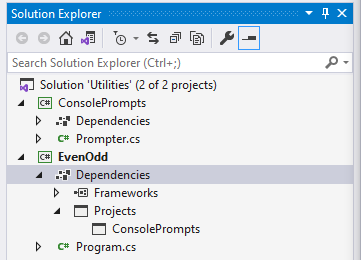 Solution Explorer
Search Solution Explorer (Ctrl+;)
Solution 'Utilities' (2 of 2 projects)
C# ConsolePrompts
Dependencies
C# Prompter.cs
C# EvenOdd
Dependencies
Frameworks
Projects
ConsolePrompts
C# Program.cs